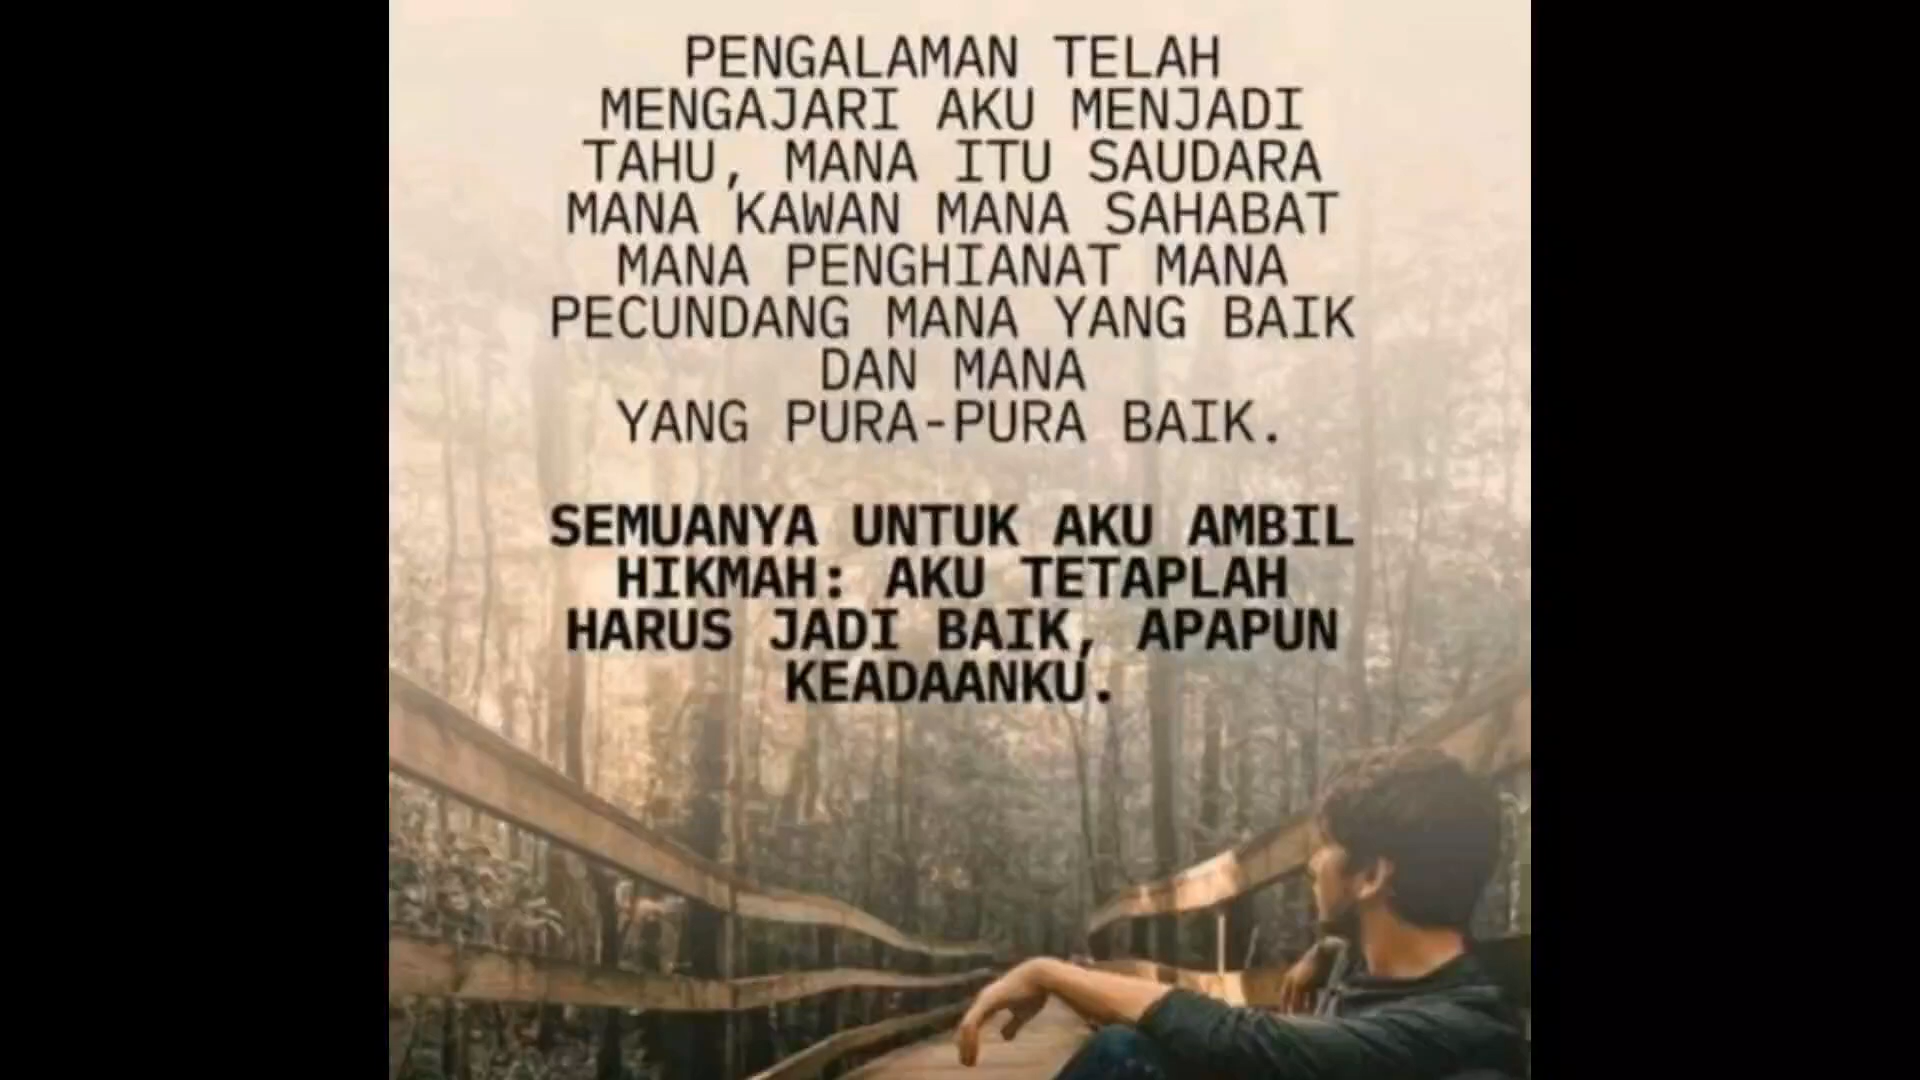 PENGALAMAN TELAH
MENGAJARI AKU MENJADI
TAHU, MANA ITU SAUDARA
MANA KAWAN MANA SAHABAT
MANA PENGHIANAT MANA
PECUNDANG MANA YANG BAIK
DAN MANA
YANG PURA-PURA BAIK.
SEMUANYA UNTUK AKU AMBIL
HIKMAH: AKU TETAPLAH
HARUS JADI BAIK, APAPUN
KEADAANKU.